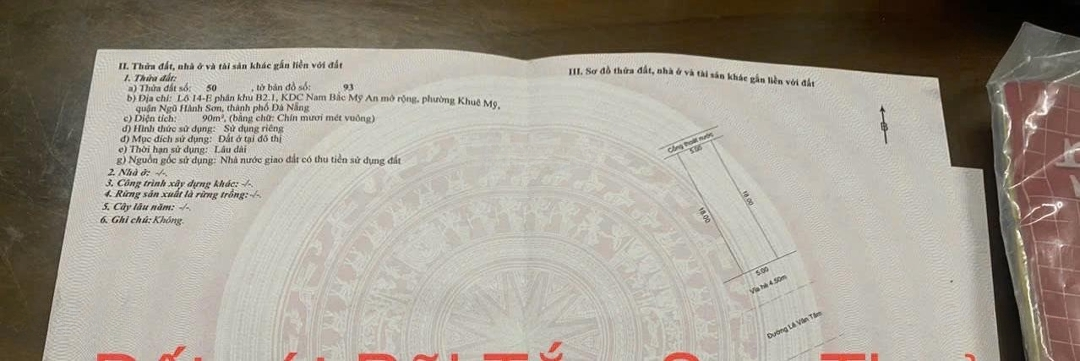 II. Thửa đất, nhà ở và tài sản khác gắn liền với đất
1. Thửa đất:
a) Thửa đất số: 50 , tờ bản đồ số: 93
b) Địa chỉ: Lô 14-E phân khu B2.1, KDC Nam Bắc Mỹ An mở rộng, phường Khuê Mỹ,
quận Ngũ Hành Sơn, thành phố Đà Nẵng
c) Diện tích: 90m², (bằng chữ: Chín mươi mét vuông)
d) Hình thức sử dụng: Sử dụng riêng
đ) Mục đích sử dụng: Đất ở tại đô thị
e) Thời hạn sử dụng: Lâu dài
g) Nguồn gốc sử dụng: Nhà nước giao đất có thu tiền sử dụng đất
2. Nhà ở: -/-.
3. Công trình xây dựng khác: -/-.
4. Rừng sản xuất là rừng trồng: -/-.
5. Cây lâu năm: -/-.
6. Ghi chú: Không.
III. Sơ đồ thửa đất, nhà ở và tài sản khác gắn liền với đất
B
Cống thoát nước
5.00
18.00
18.00
5.00
Vỉa hè 4,50m
Đường Lê Văn Tâm